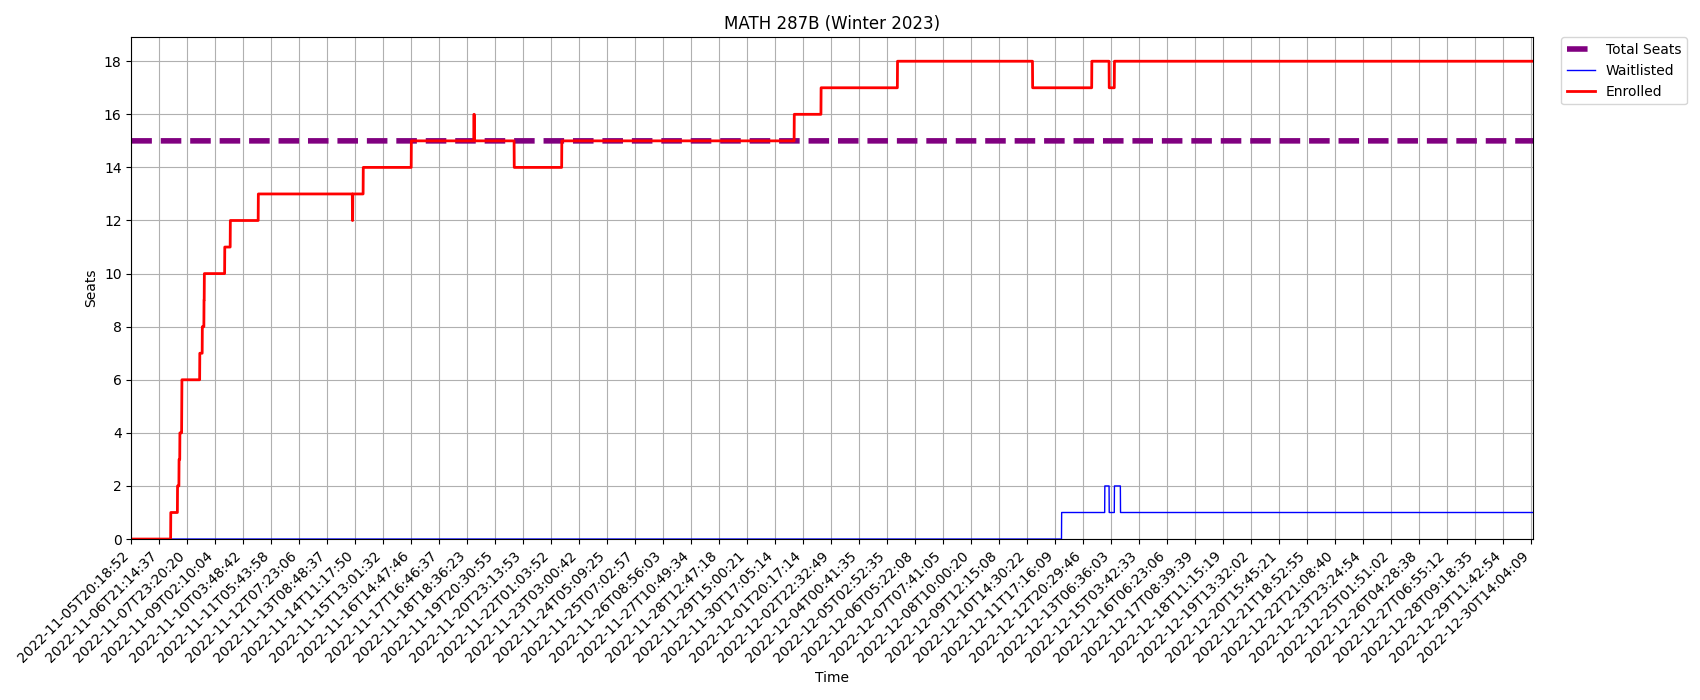 MATH 287B (Winter 2023)
Total Seats
Waitlisted
Enrolled
18
16
14
12
10
8
6
4
2
0
Seats
2022-11-05T20:18:52
2022-11-06T21:14:37
2022-11-07T23:20:20
2022-11-09T02:10:04
2022-11-10T03:48:42
2022-11-11T05:43:58
2022-11-12T07:23:06
2022-11-13T08:48:37
2022-11-14T11:17:50
2022-11-15T13:01:32
2022-11-16T14:47:46
2022-11-17T16:46:37
2022-11-18T18:36:23
2022-11-19T20:30:55
2022-11-20T22:13:53
2022-11-22T01:03:52
2022-11-23T03:00:42
2022-11-24T05:09:25
2022-11-25T07:02:57
2022-11-26T08:56:03
2022-11-27T10:49:34
2022-11-28T12:47:18
2022-11-29T15:00:21
2022-11-30T17:05:14
2022-12-01T20:17:14
2022-12-02T22:32:49
2022-12-04T00:41:35
2022-12-05T02:52:35
2022-12-06T05:22:08
2022-12-07T07:41:05
2022-12-08T10:00:20
2022-12-09T12:15:08
2022-12-10T14:30:22
2022-12-11T17:16:09
2022-12-12T20:29:46
2022-12-13T06:36:03
2022-12-15T03:42:33
2022-12-16T06:23:06
2022-12-17T08:39:39
2022-12-18T11:15:19
2022-12-19T13:32:02
2022-12-20T15:45:21
2022-12-21T18:52:55
2022-12-22T21:08:40
2022-12-23T23:24:54
2022-12-25T01:51:02
2022-12-26T04:28:38
2022-12-27T06:55:12
2022-12-28T09:18:35
2022-12-29T11:42:54
2022-12-30T14:04:09
Time